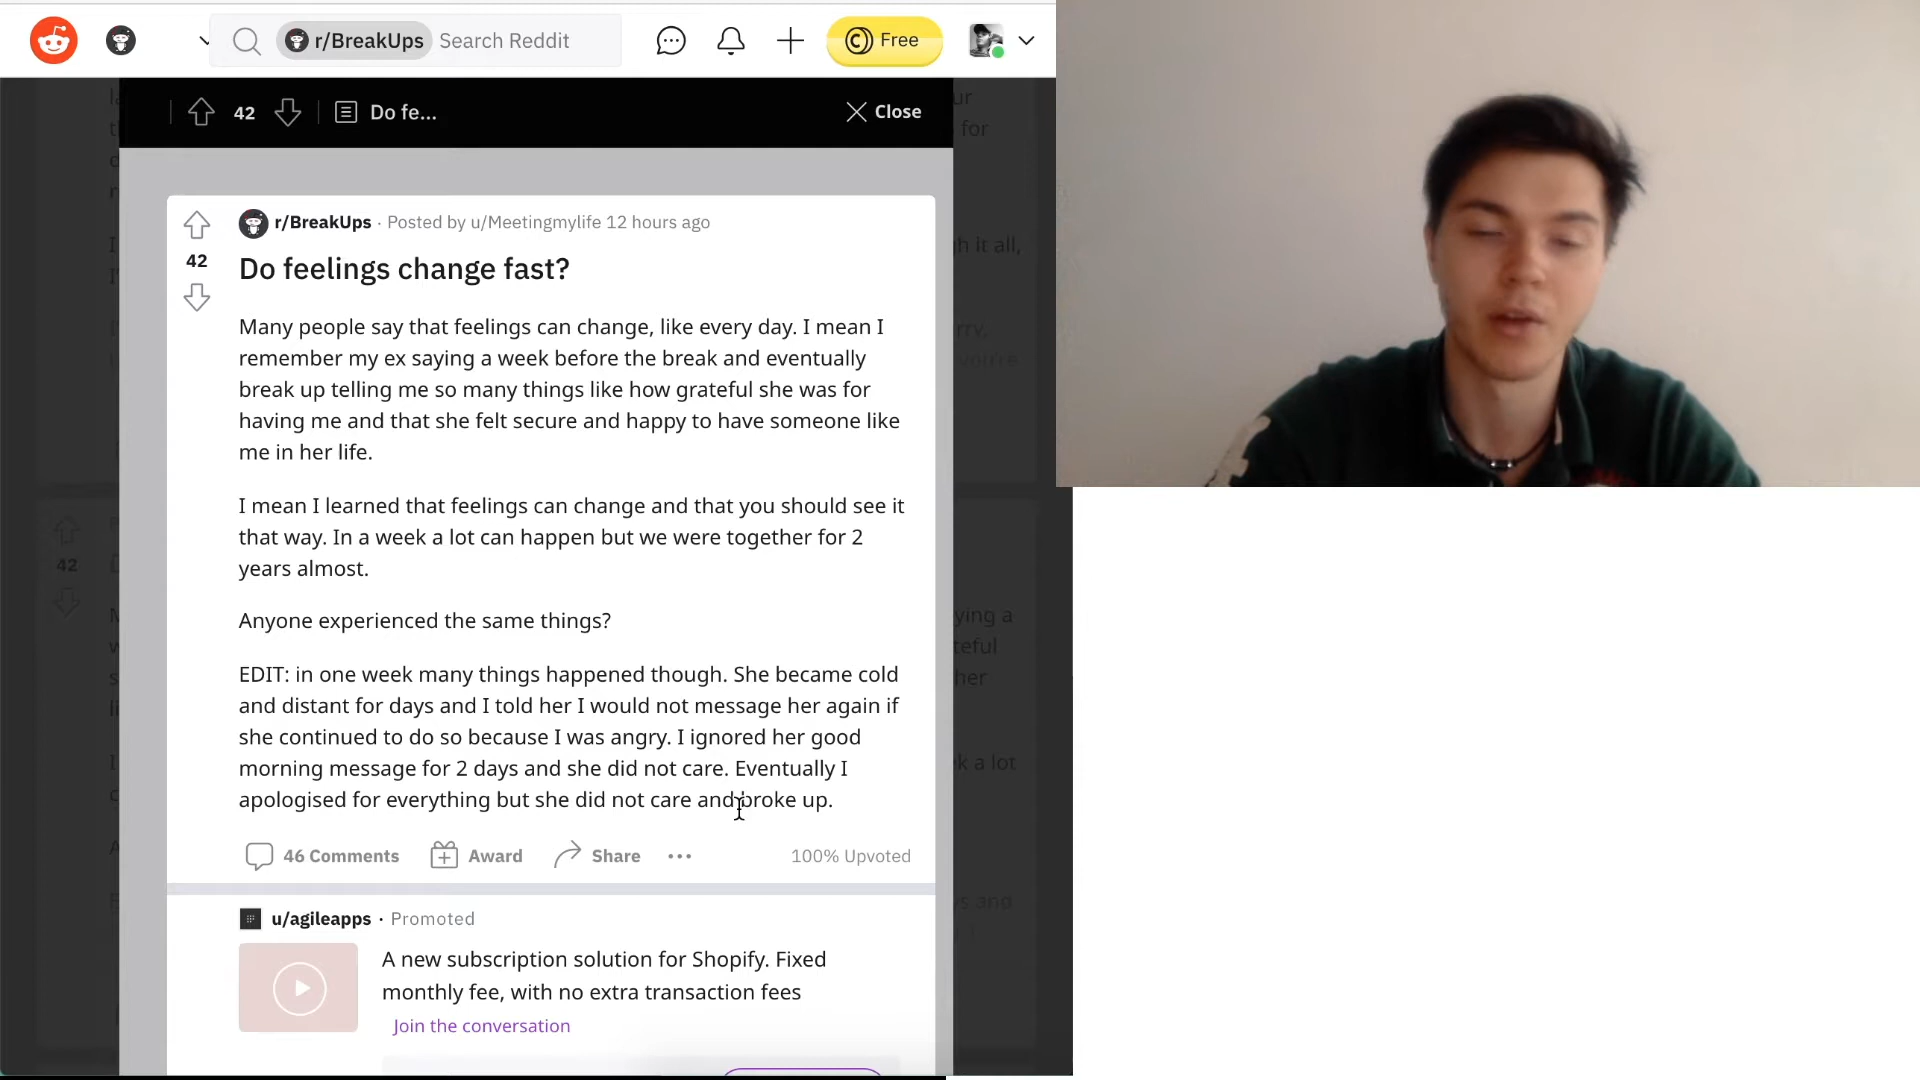 r/BreakUps Search Reddit
Free
42 Do fe... Close
r/BreakUps · Posted by u/Meetingmylife 12 hours ago
42
Do feelings change fast?
Many people say that feelings can change, like every day. I mean I
remember my ex saying a week before the break and eventually
break up telling me so many things like how grateful she was for
having me and that she felt secure and happy to have someone like
me in her life.
I mean I learned that feelings can change and that you should see it
that way. In a week a lot can happen but we were together for 2
years almost.
Anyone experienced the same things?
EDIT: in one week many things happened though. She became cold
and distant for days and I told her I would not message her again if
she continued to do so because I was angry. I ignored her good
morning message for 2 days and she did not care. Eventually I
apologised for everything but she did not care and broke up.
46 Comments Award Share ... 100% Upvoted
u/agileapps · Promoted
A new subscription solution for Shopify. Fixed
monthly fee, with no extra transaction fees
Join the conversation
for
h it all,
42
ying a
her
k a lot